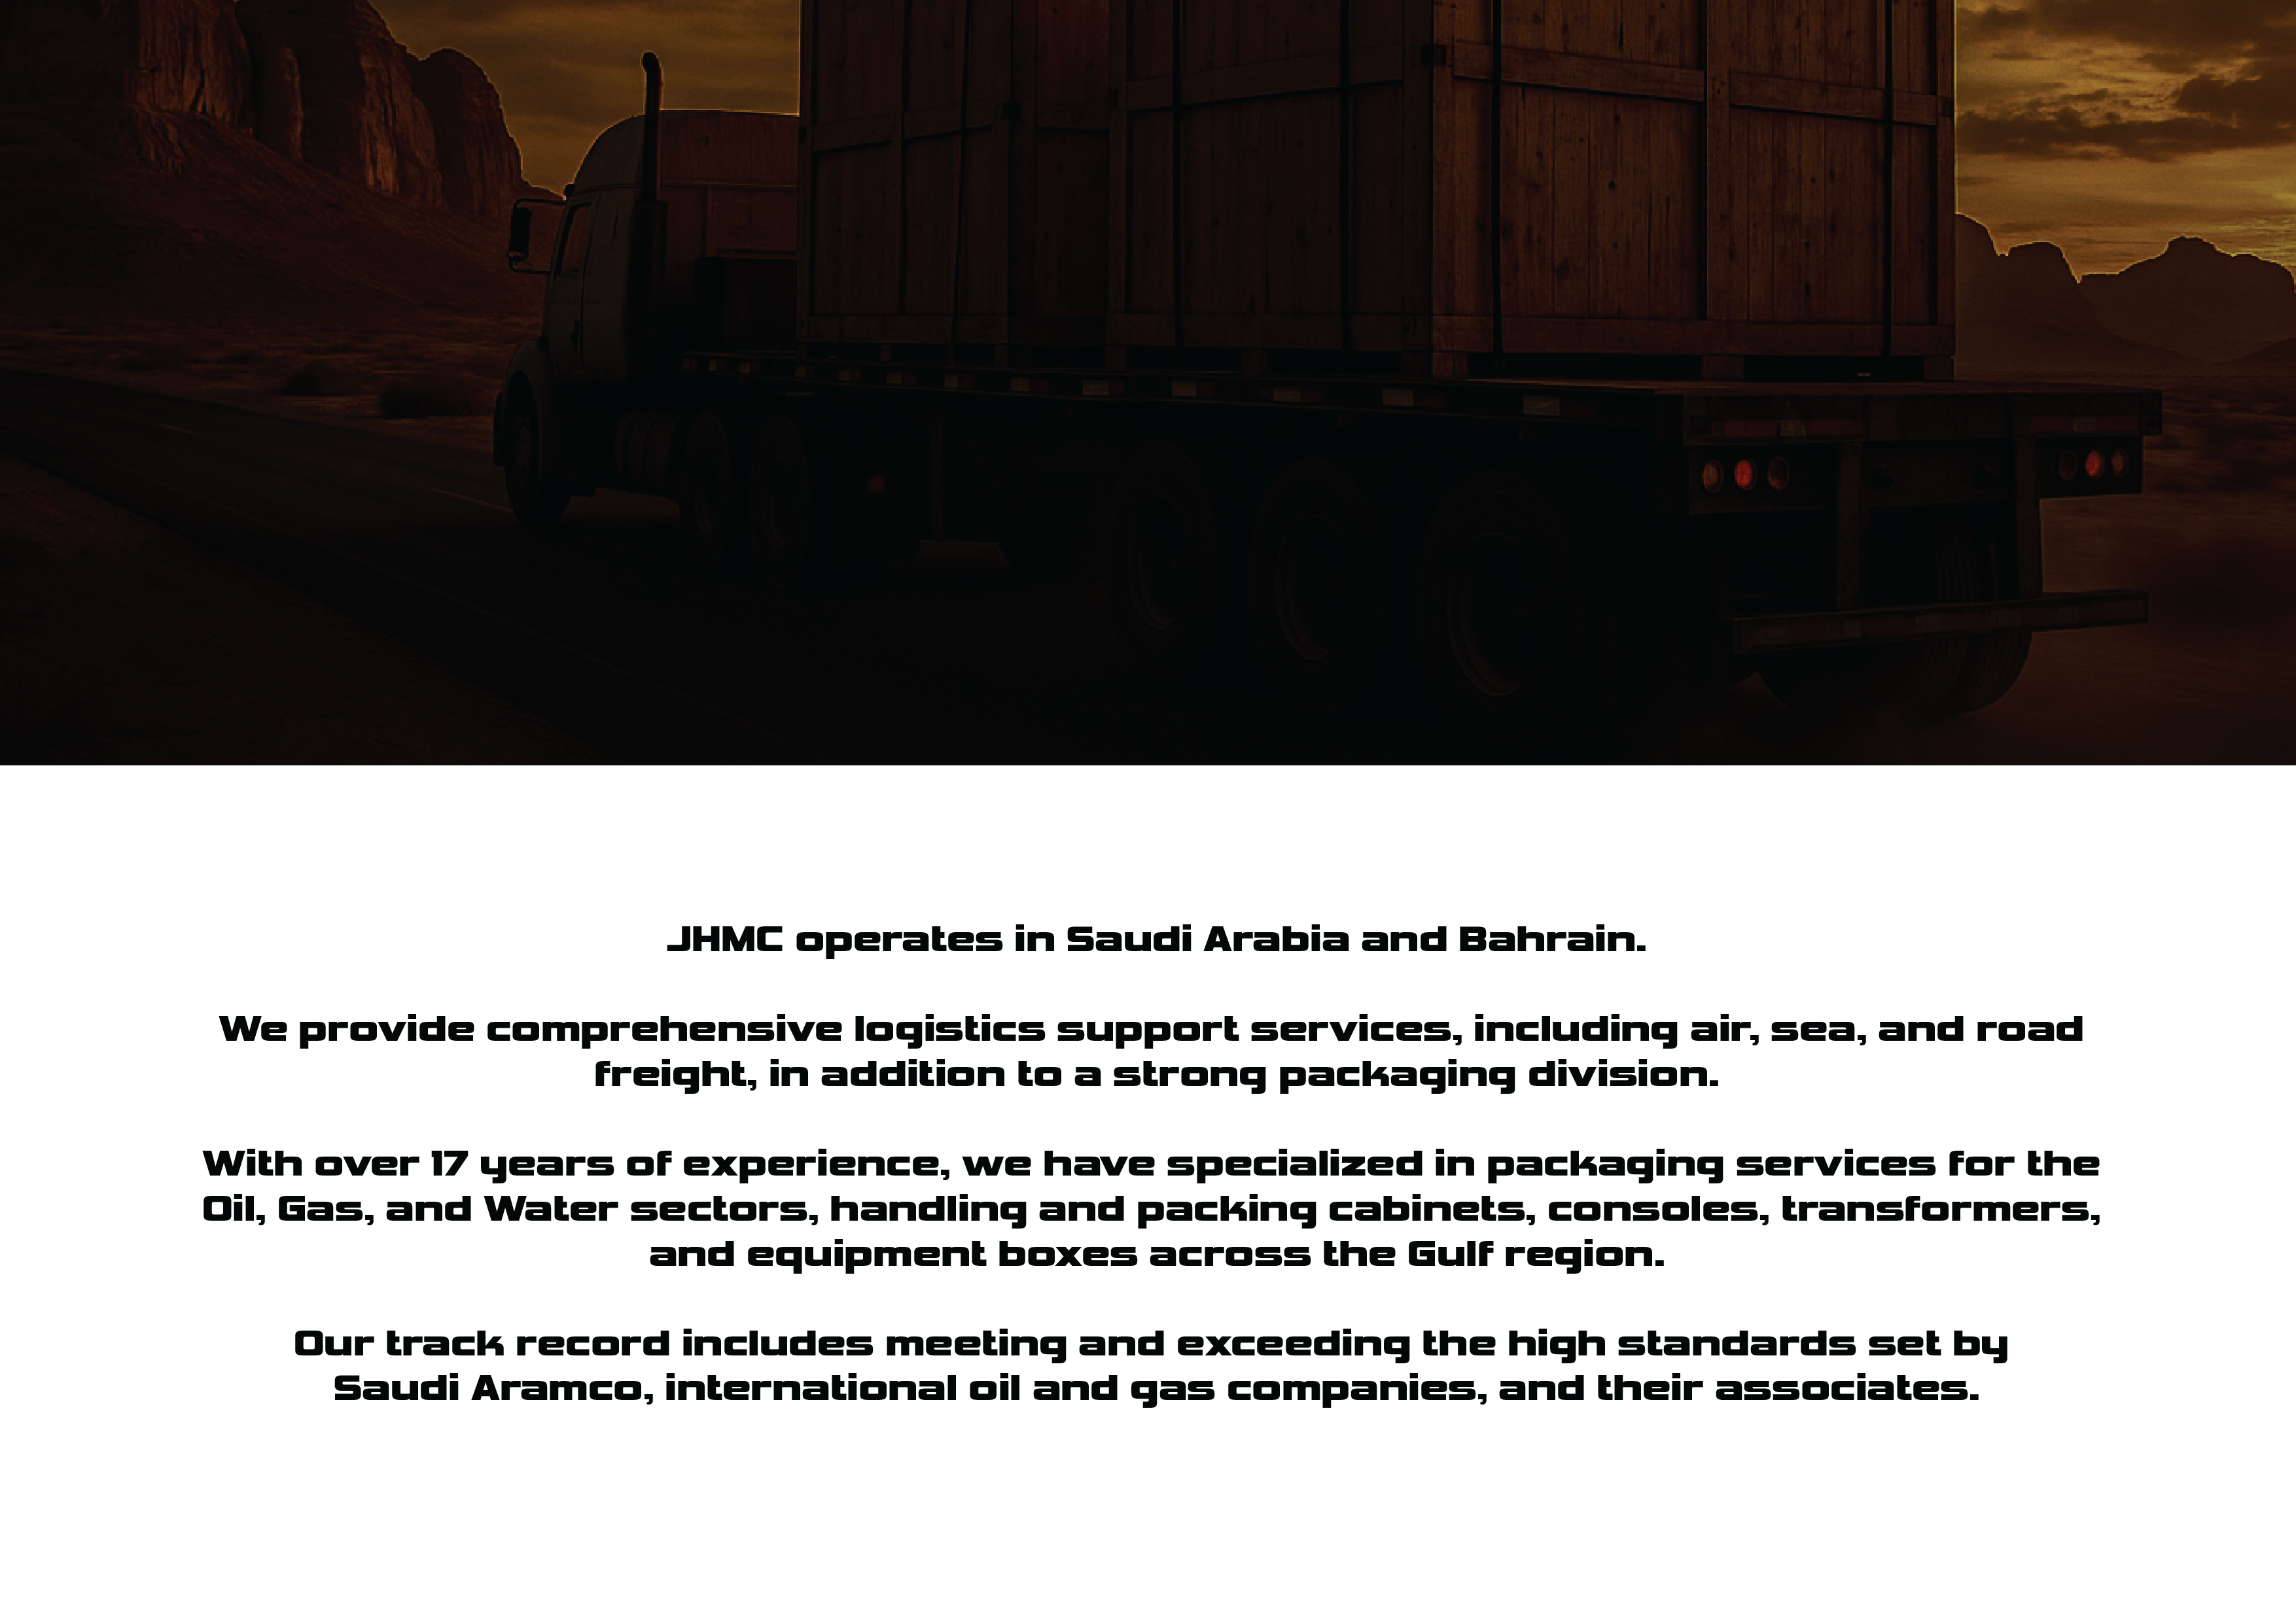 JHMC operates in Saudi Arabia and Bahrain.
We provide comprehensive logistics support services, including air, sea, and road
freight, in addition to a strong packaging division.
With over 17 years of experience, we have specialized in packaging services for the
Oil, Gas, and Water sectors, handling and packing cabinets, consoles, transformers,
and equipment boxes across the Gulf region.
Our track record includes meeting and exceeding the high standards set by
Saudi Aramco, international oil and gas companies, and their associates.